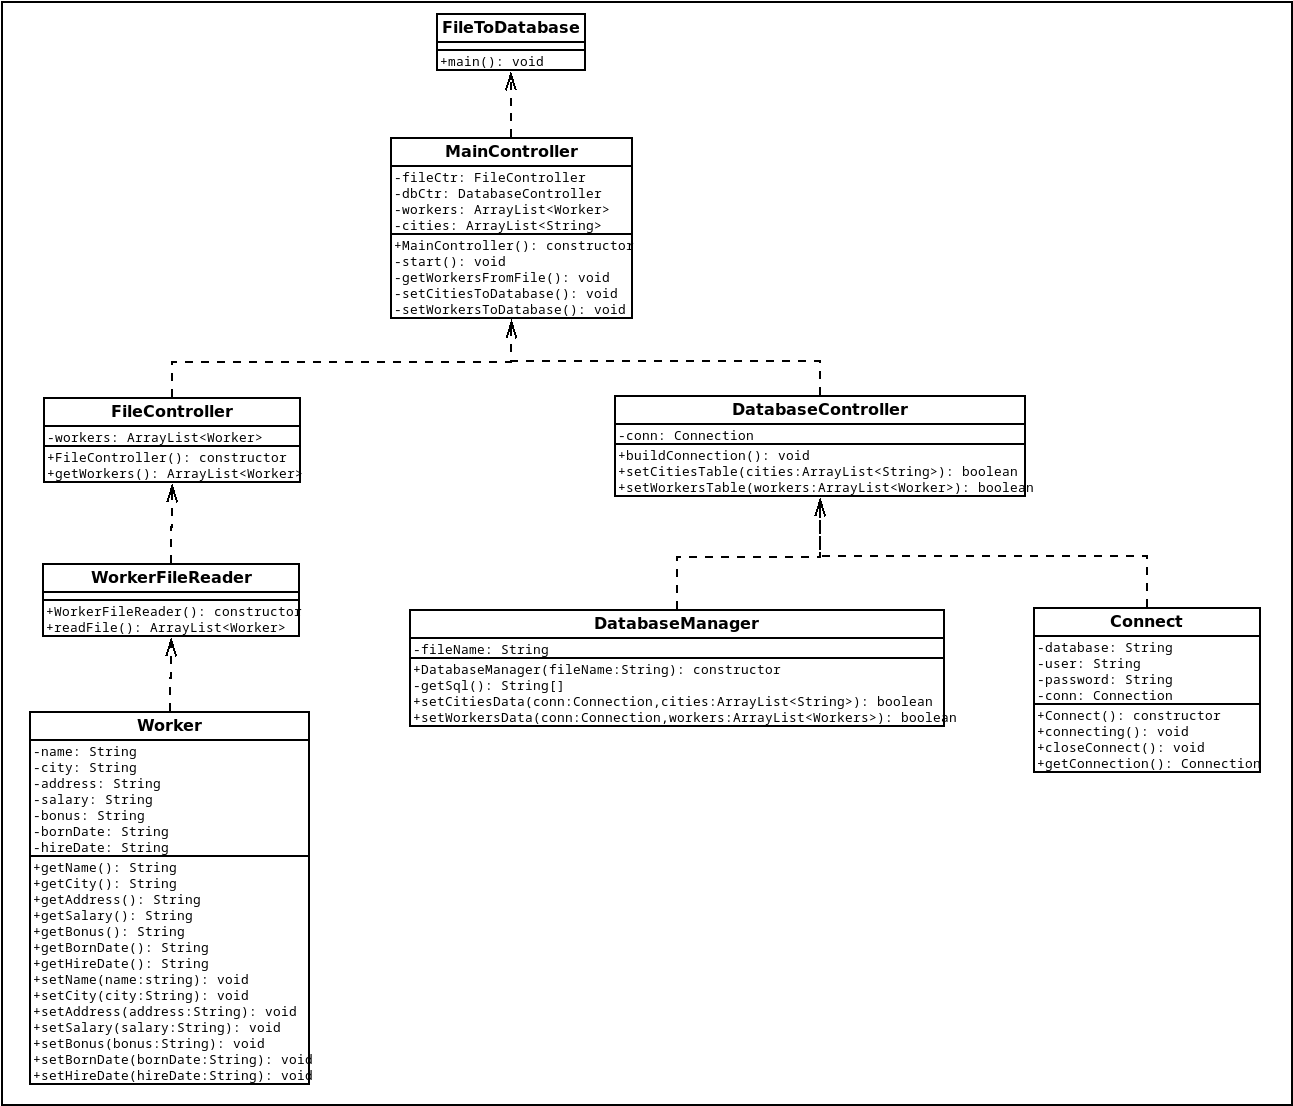 FileToDatabase
+main(): void
MainController
-fileCtr: FileController
-dbCtr: DatabaseController
-workers: ArrayList<Worker>
-cities: ArrayList<String>
+MainController(): constructor
-start(): void
-getWorkersFromFile(): void
-setCitiesToDatabase(): void
-setWorkersToDatabase(): void
FileController
-workers: ArrayList<Worker>
+FileController(): constructor
+getWorkers(): ArrayList<Worker>
DatabaseController
-conn: Connection
+buildConnection(): void
+setCitiesTable(cities:ArrayList<String>): boolean
+setWorkersTable(workers:ArrayList<Worker>): boolean
WorkerFileReader
+WorkerFileReader(): constructor
+readFile(): ArrayList<Worker>
DatabaseManager
-fileName: String
+DatabaseManager(fileName:String): constructor
-getSql(): String[]
+setCitiesData(conn:Connection,cities:ArrayList<String>): boolean
+setWorkersData(conn:Connection,workers:ArrayList<Workers>): boolean
Connect
-database: String
-user: String
-password: String
-conn: Connection
+Connect(): constructor
+connecting(): void
+closeConnect(): void
+getConnection(): Connection
Worker
-name: String
-city: String
-address: String
-salary: String
-bonus: String
-bornDate: String
-hireDate: String
+getName(): String
+getCity(): String
+getAddress(): String
+getSalary(): String
+getBonus(): String
+getBornDate(): String
+getHireDate(): String
+setName(name:string): void
+setCity(city:String): void
+setAddress(address:String): void
+setSalary(salary:String): void
+setBonus(bonus:String): void
+setBornDate(bornDate:String): void
+setHireDate(hireDate:String): void